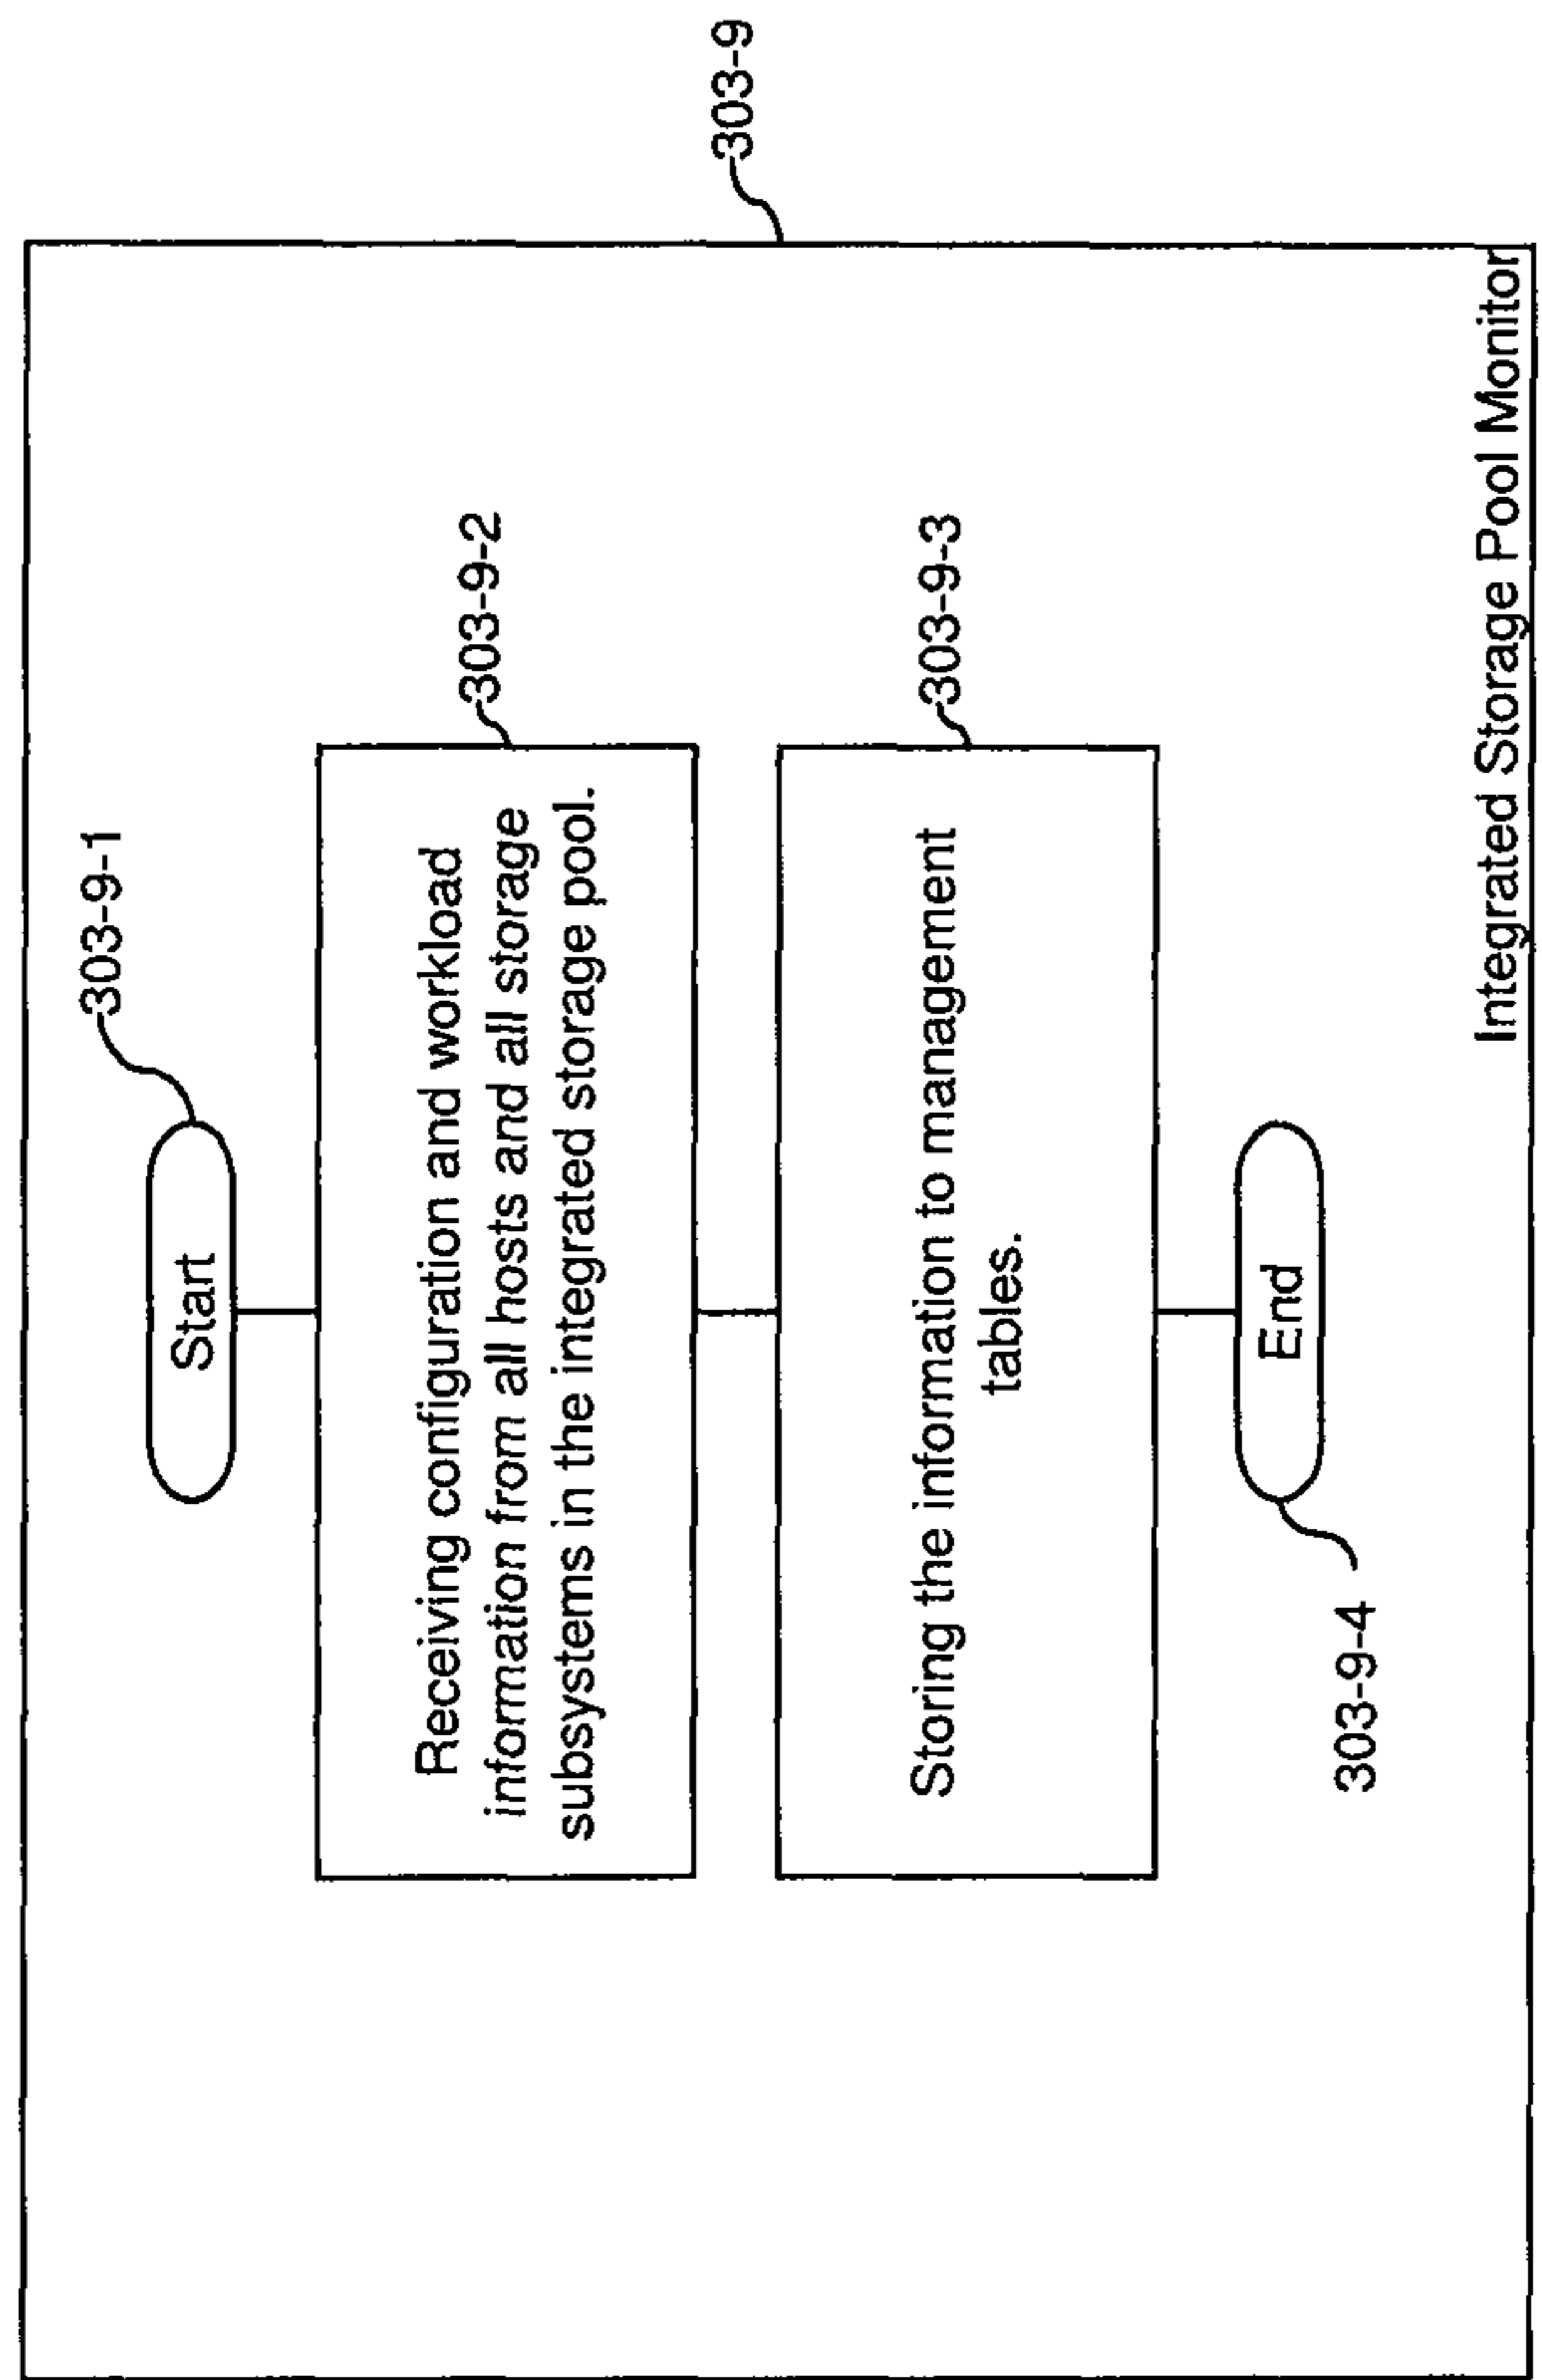 303-9
303-9-1
Start
303-9-2
Receiving configuration and workload
information from all hosts and all storage
subsystems in the integrated storage pool.
303-9-3
Storing the information to management
tables.
End
303-9-4
Integrated Storage Pool Monitor